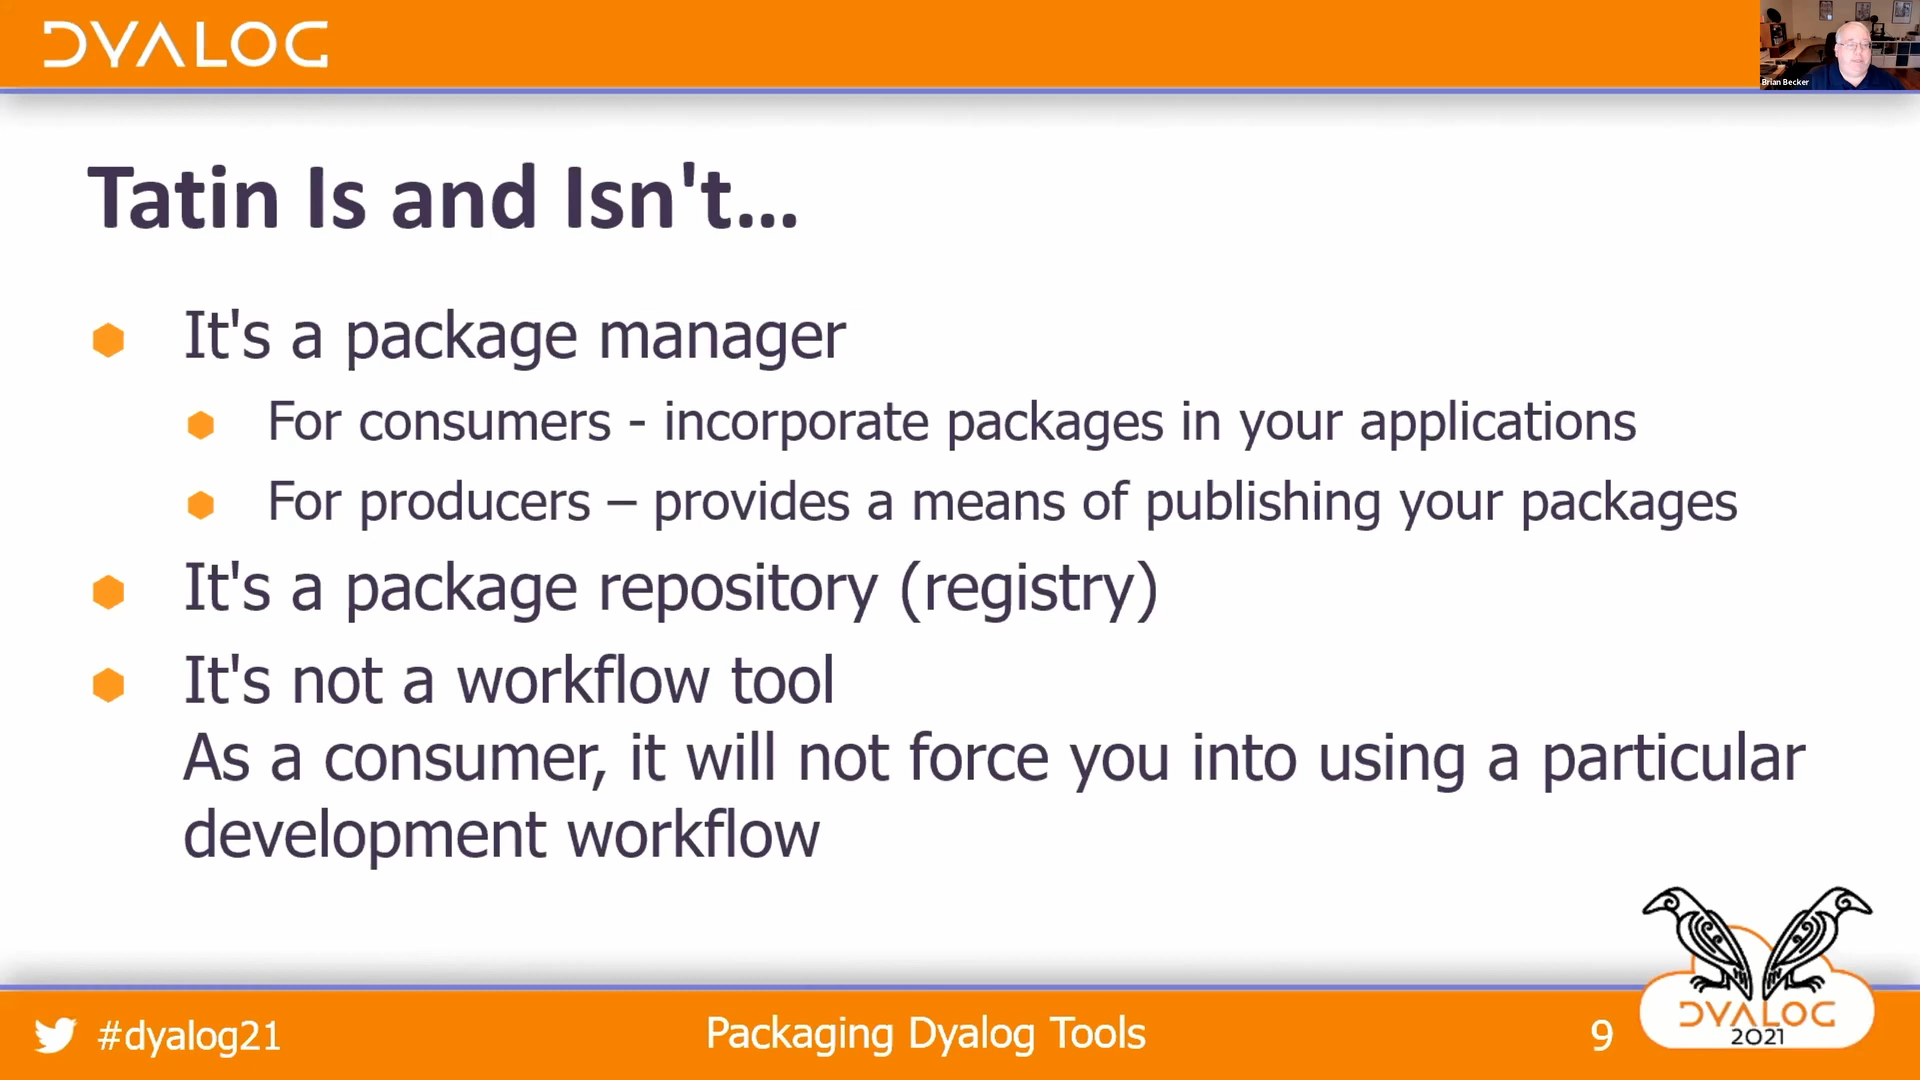 DYALOG
Brian Becker
Tatin Is and Isn't...
It's a package manager
For consumers - incorporate packages in your applications
For producers – provides a means of publishing your packages
It's a package repository (registry)
It's not a workflow tool
As a consumer, it will not force you into using a particular
development workflow
#dyalog21
Packaging Dyalog Tools
9
DYALOG
2021